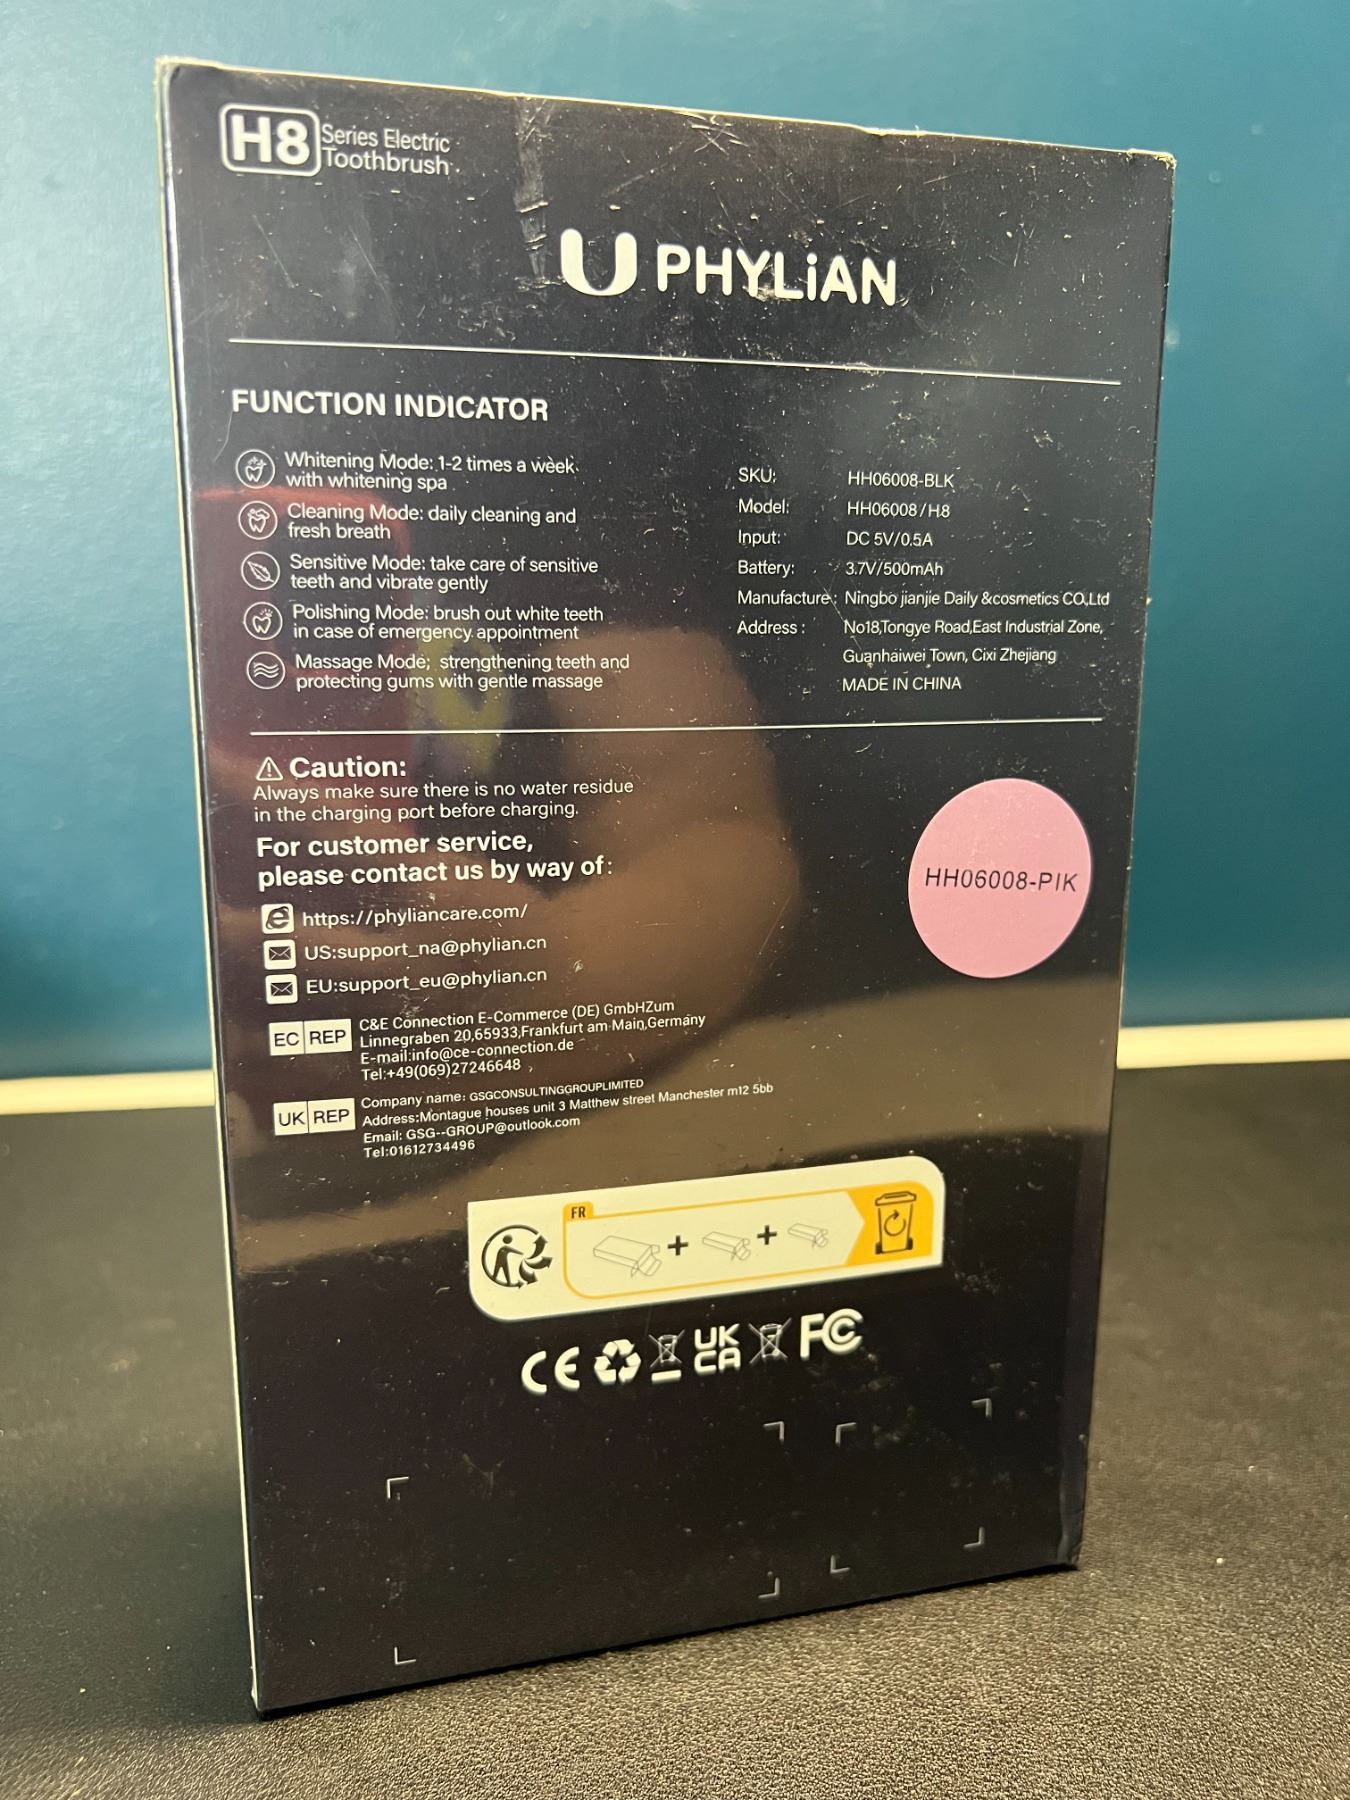 H8 Series Electric
Toothbrush
U PHYLiAN
FUNCTION INDICATOR
Whitening Mode: 1-2 times a week
with whitening spa
Cleaning Mode: daily cleaning and
fresh breath
Sensitive Mode: take care of sensitive
teeth and vibrate gently
Polishing Mode: brush out white teeth
in case of emergency appointment
Massage Mode; strengthening teeth and
protecting gums with gentle massage
SKU: HH06008-BLK
Model: HH06008/H8
Input: DC 5V/0.5A
Battery: 3.7V/500mAh
Manufacture: Ningbo jianjie Daily &cosmetics CO,Ltd
Address: No18,Tongye Road,East Industrial Zone,
Guanhaiwei Town, Cixi Zhejiang
MADE IN CHINA
Caution:
Always make sure there is no water residue
in the charging port before charging.
For customer service,
please contact us by way of:
https://phyliancare.com/
US:support_na@phylian.cn
EU:support_eu@phylian.cn
HH06008-PIK
EC REP
C&E Connection E-Commerce (DE) GmbHZum
Linnegraben 20,65933,Frankfurt am Main,Germany
E-mail:info@ce-connection.de
Tel:+49(069)27246648
UK REP
Company name: GSGCONSULTINGGROUPLIMITED
Address:Montague houses unit 3 Matthew street Manchester m12 5bb
Email: GSG--GROUP@outlook.com
Tel:01612734496
FR
+ +
CE UK CA FC